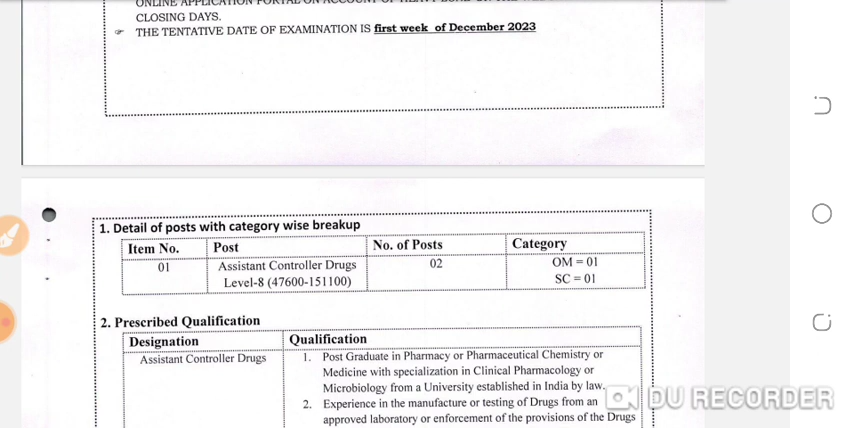 CLOSING DAYS.
☞ THE TENTATIVE DATE OF EXAMINATION IS first week of December 2023
1. Detail of posts with category wise breakup
Item No. Post No. of Posts Category
01 Assistant Controller Drugs 02 OM = 01
Level-8 (47600-151100) SC = 01
2. Prescribed Qualification
Designation Qualification
Assistant Controller Drugs 1. Post Graduate in Pharmacy or Pharmaceutical Chemistry or
Medicine with specialization in Clinical Pharmacology or
Microbiology from a University established in India by law.
2. Experience in the manufacture or testing of Drugs from an
approved laboratory or enforcement of the provisions of the Drugs
DU RECORDER